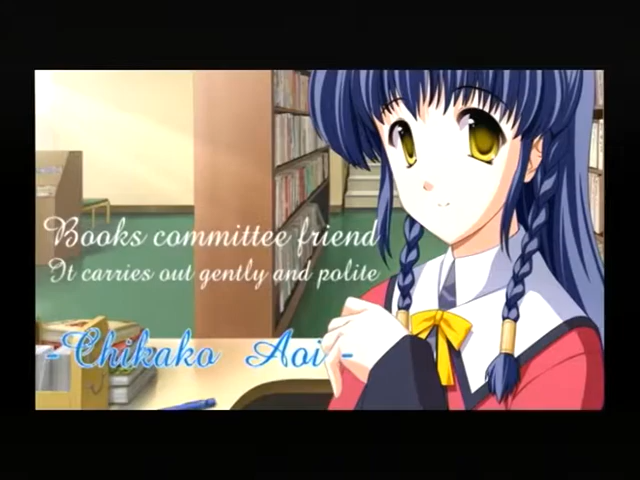 Books committee friend
It carries out gently and polite
-Chikako Aoi-